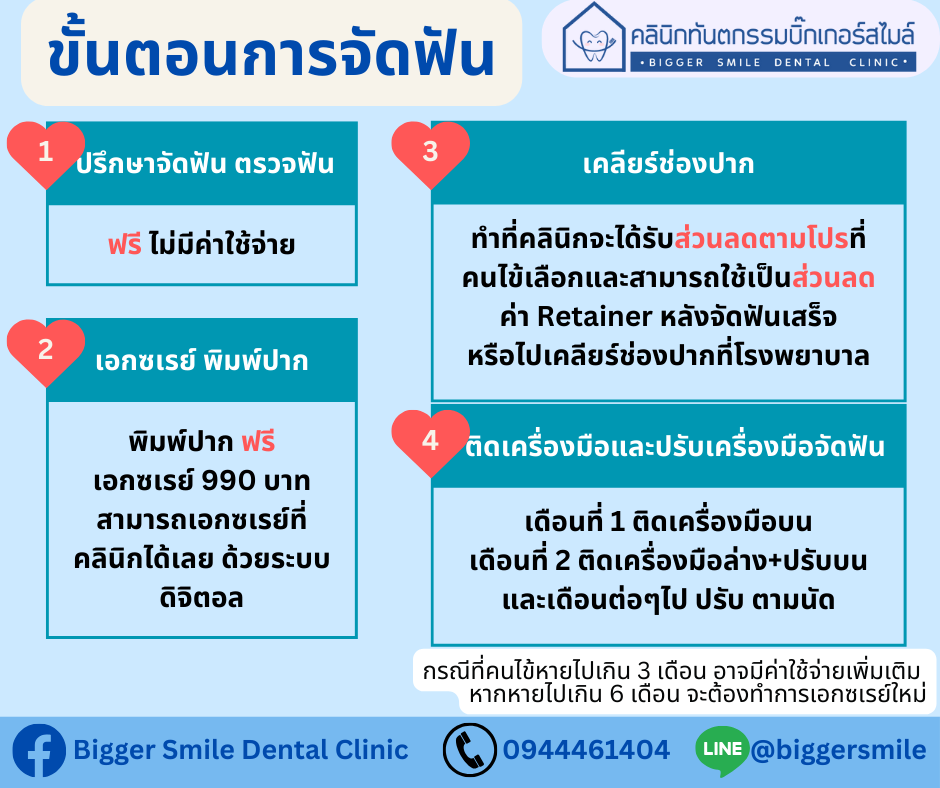 ขั้นตอนการจัดฟัน
คลินิกทันตกรรมบิ๊กเกอร์สไมล์
•BIGGER SMILE DENTAL CLINIC•
1
ปรึกษาจัดฟัน ตรวจฟัน
ฟรี ไม่มีค่าใช้จ่าย
2
เอกซเรย์ พิมพ์ปาก
พิมพ์ปาก ฟรี
เอกซเรย์ 990 บาท
สามารถเอกซเรย์ที่
คลินิกได้เลย ด้วยระบบ
ดิจิตอล
3
เคลียร์ช่องปาก
ทำที่คลินิกจะได้รับส่วนลดตามโปรที่
คนไข้เลือกและสามารถใช้เป็นส่วนลด
ค่า Retainer หลังจัดฟันเสร็จ
หรือไปเคลียร์ช่องปากที่โรงพยาบาล
4
ติดเครื่องมือและปรับเครื่องมือจัดฟัน
เดือนที่ 1 ติดเครื่องมือบน
เดือนที่ 2 ติดเครื่องมือล่าง+ปรับบน
และเดือนต่อๆไป ปรับ ตามนัด
กรณีที่คนไข้หายไปเกิน 3 เดือน อาจมีค่าใช้จ่ายเพิ่มเติม
หากหายไปเกิน 6 เดือน จะต้องทำการเอกซเรย์ใหม่
Bigger Smile Dental Clinic
0944461404
LINE @biggersmile